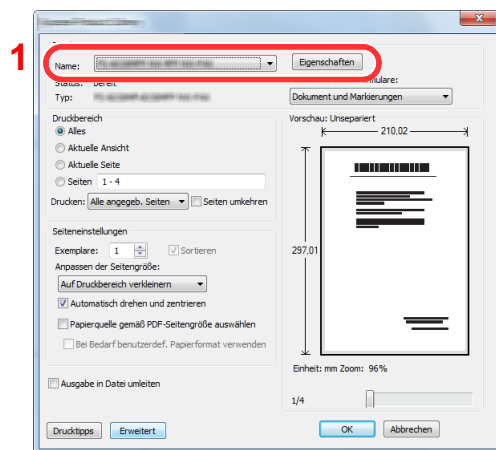 1
Name: Eigenschaften
Status: Bereit
Typ: Dokument und Markierungen
Druckbereich Vorschau: Unsepariert
Alles 210,02
Aktuelle Ansicht
Aktuelle Seite
Seiten 1 - 4
Drucken: Alle angegeb. Seiten Seiten umkehren
Seiteneinstellungen
Exemplare: 1 Sortieren 297,01
Anpassen der Seitengröße:
Auf Druckbereich verkleinern
Automatisch drehen und zentrieren
Papierquelle gemäß PDF-Seitengröße auswählen
Bei Bedarf benutzerdef. Papierformat verwenden
Einheit: mm Zoom: 96%
Ausgabe in Datei umleiten
1/4
Drucktipps Erweitert OK Abbrechen